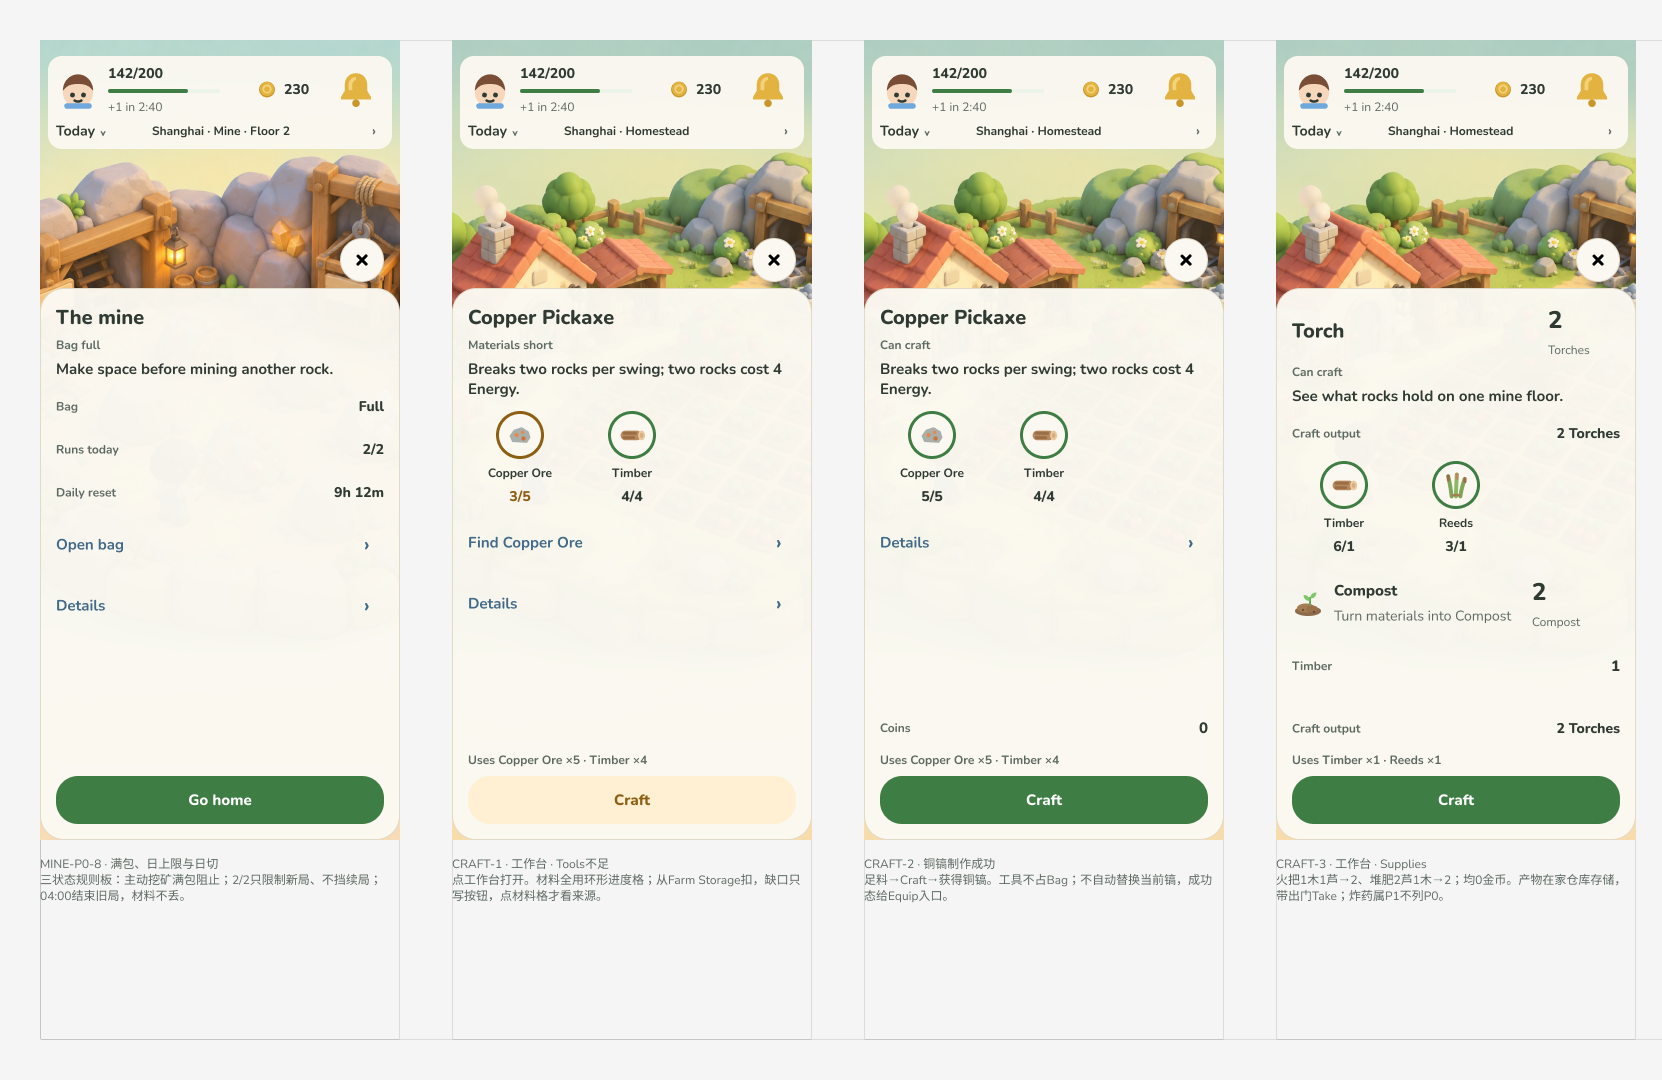 142/200
230
+1 in 2:40
Today ˅
Shanghai · Mine · Floor 2 ›
The mine
Bag full
Make space before mining another rock.
Bag Full
Runs today 2/2
Daily reset 9h 12m
Open bag ›
Details ›
Go home
MINE-P0-8 · 满包、日上限与日切
三状态规则板：主动挖矿满包阻止；2/2只限制新局、不挡续局；
04:00结束旧局，材料不丢。
142/200
230
+1 in 2:40
Today ˅
Shanghai · Homestead ›
Copper Pickaxe
Materials short
Breaks two rocks per swing; two rocks cost 4
Energy.
Copper Ore Timber
3/5 4/4
Find Copper Ore ›
Details ›
Uses Copper Ore ×5 · Timber ×4
Craft
CRAFT-1 · 工作台 · Tools不足
点工作台打开。材料全用环形进度格；从Farm Storage扣，缺口只
写按钮，点材料格才看来源。
142/200
230
+1 in 2:40
Today ˅
Shanghai · Homestead ›
Copper Pickaxe
Can craft
Breaks two rocks per swing; two rocks cost 4
Energy.
Copper Ore Timber
5/5 4/4
Details ›
Coins 0
Uses Copper Ore ×5 · Timber ×4
Craft
CRAFT-2 · 铜镐制作成功
足料→Craft→获得铜镐。工具不占Bag；不自动替换当前镐，成功
态给Equip入口。
142/200
230
+1 in 2:40
Today ˅
Shanghai · Homestead ›
Torch
2
Torches
Can craft
See what rocks hold on one mine floor.
Craft output 2 Torches
Timber Reeds
6/1 3/1
Compost
Turn materials into Compost
2
Compost
Timber 1
Craft output 2 Torches
Uses Timber ×1 · Reeds ×1
Craft
CRAFT-3 · 工作台 · Supplies
火把1木1芦→2、堆肥2芦1木→2；均0金币。产物在家仓库存储，
带出门Take；炸药属P1不列P0。